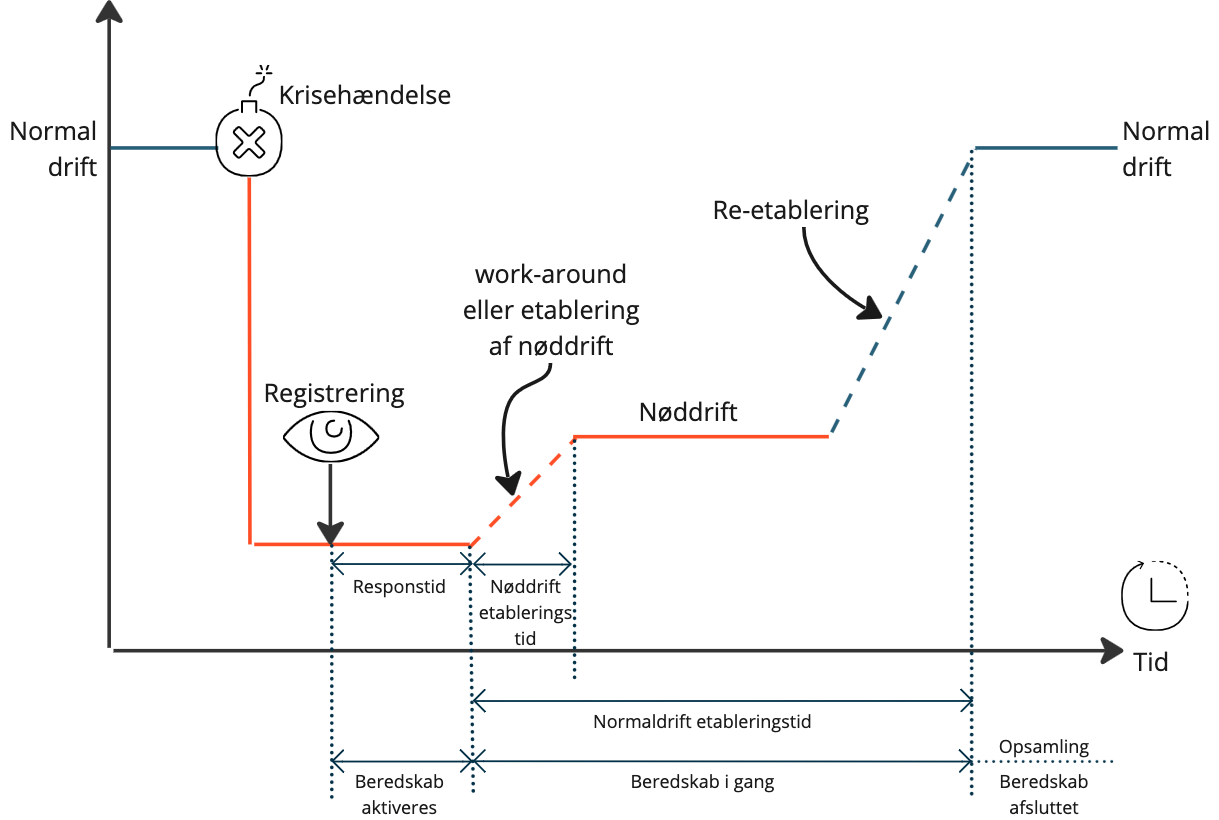 Krisehændelse
Normal
drift
Normal
drift
Re-etablering
work-around
eller etablering
af nøddrift
Registrering
Nøddrift
Responstid
Nøddrift
etablerings
tid
Tid
Normaldrift etableringstid
Opsamling
Beredskab
aktiveres
Beredskab i gang
Beredskab
afsluttet